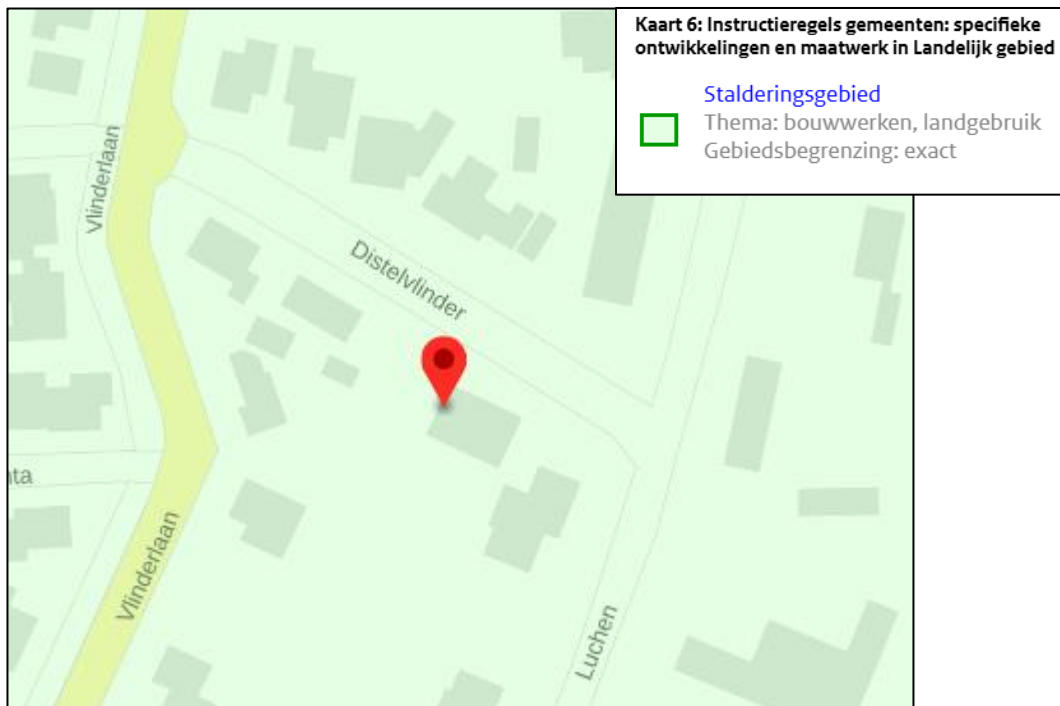 Kaart 6: Instructieregels gemeenten: specifieke
ontwikkelingen en maatwerk in Landelijk gebied
Stalderingsgebied
Thema: bouwwerken, landgebruik
Gebiedsbegrenzing: exact
Vlinderlaan
Distelvlinder
nta
Vlinderlaan
Luchen